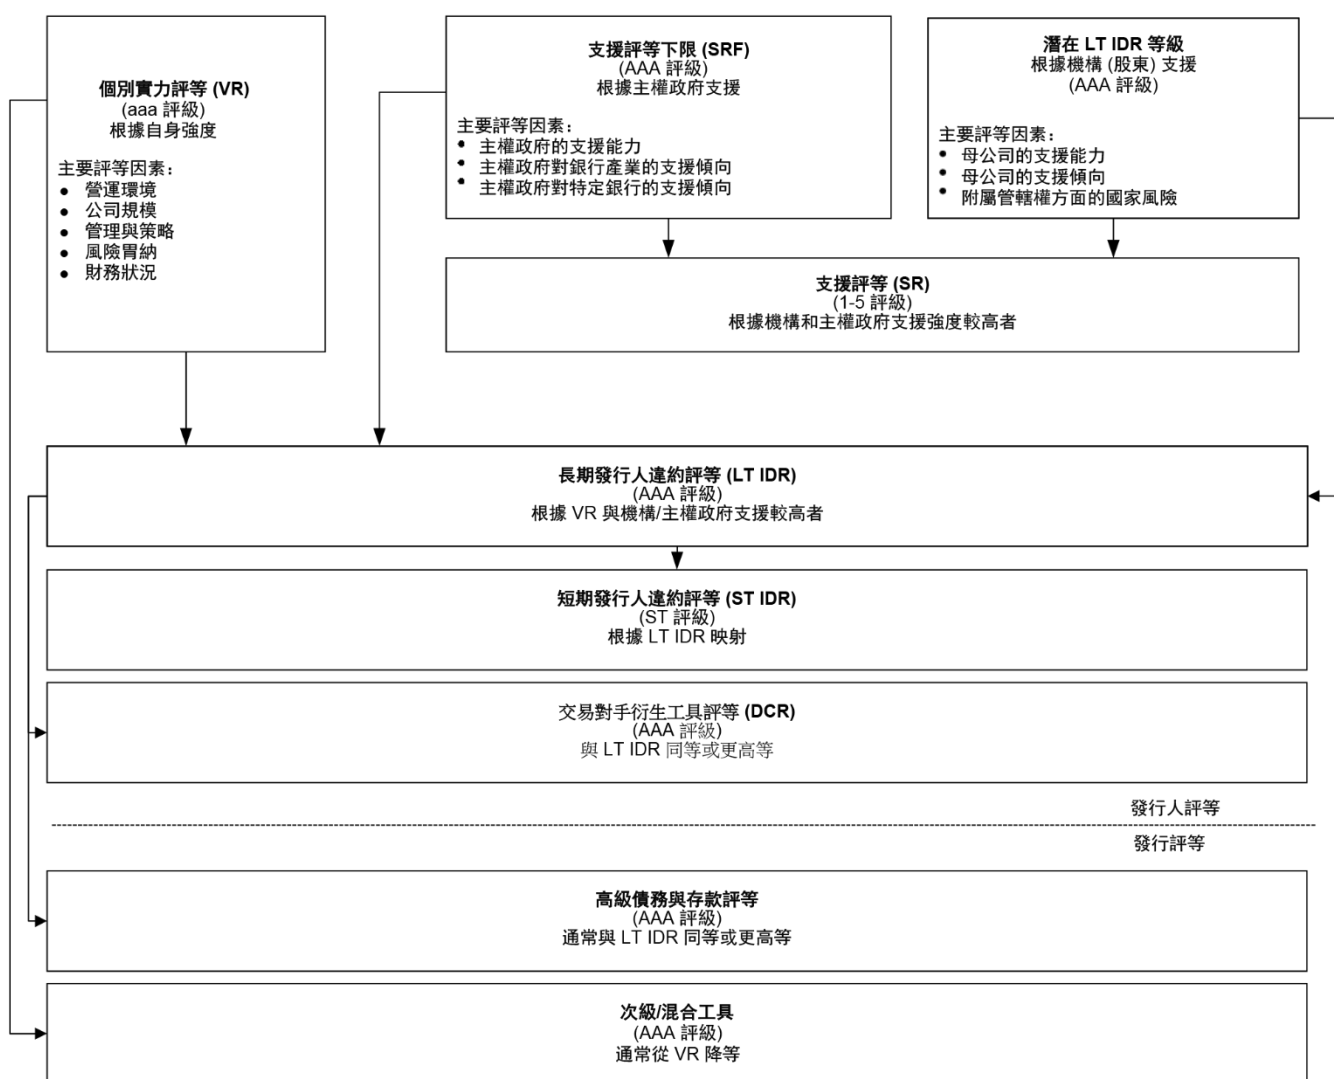 個別實力評等 (VR)
(aaa 評級)
根據自身強度
主要評等因素：
● 營運環境
● 公司規模
● 管理與策略
● 風險胃納
● 財務狀況
支援評等下限 (SRF)
(AAA 評級)
根據主權政府支援
主要評等因素：
● 主權政府的支援能力
● 主權政府對銀行產業的支援傾向
● 主權政府對特定銀行的支援傾向
潛在 LT IDR 等級
根據機構 (股東) 支援
(AAA 評級)
主要評等因素：
● 母公司的支援能力
● 母公司的支援傾向
● 附屬管轄權方面的國家風險
支援評等 (SR)
(1-5 評級)
根據機構和主權政府支援強度較高者
長期發行人違約評等 (LT IDR)
(AAA 評級)
根據 VR 與機構/主權政府支援較高者
短期發行人違約評等 (ST IDR)
(ST 評級)
根據 LT IDR 映射
交易對手衍生工具評等 (DCR)
(AAA 評級)
與 LT IDR 同等或更高等
發行人評等
發行評等
高級債務與存款評等
(AAA 評級)
通常與 LT IDR 同等或更高等
次級/混合工具
(AAA 評級)
通常從 VR 降等